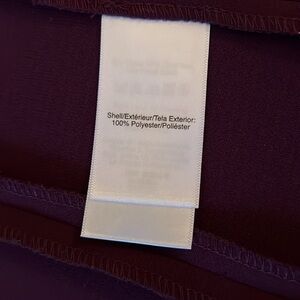 Shell/Extérieur/Tela Exterior:
100% Polyester/Poliéster